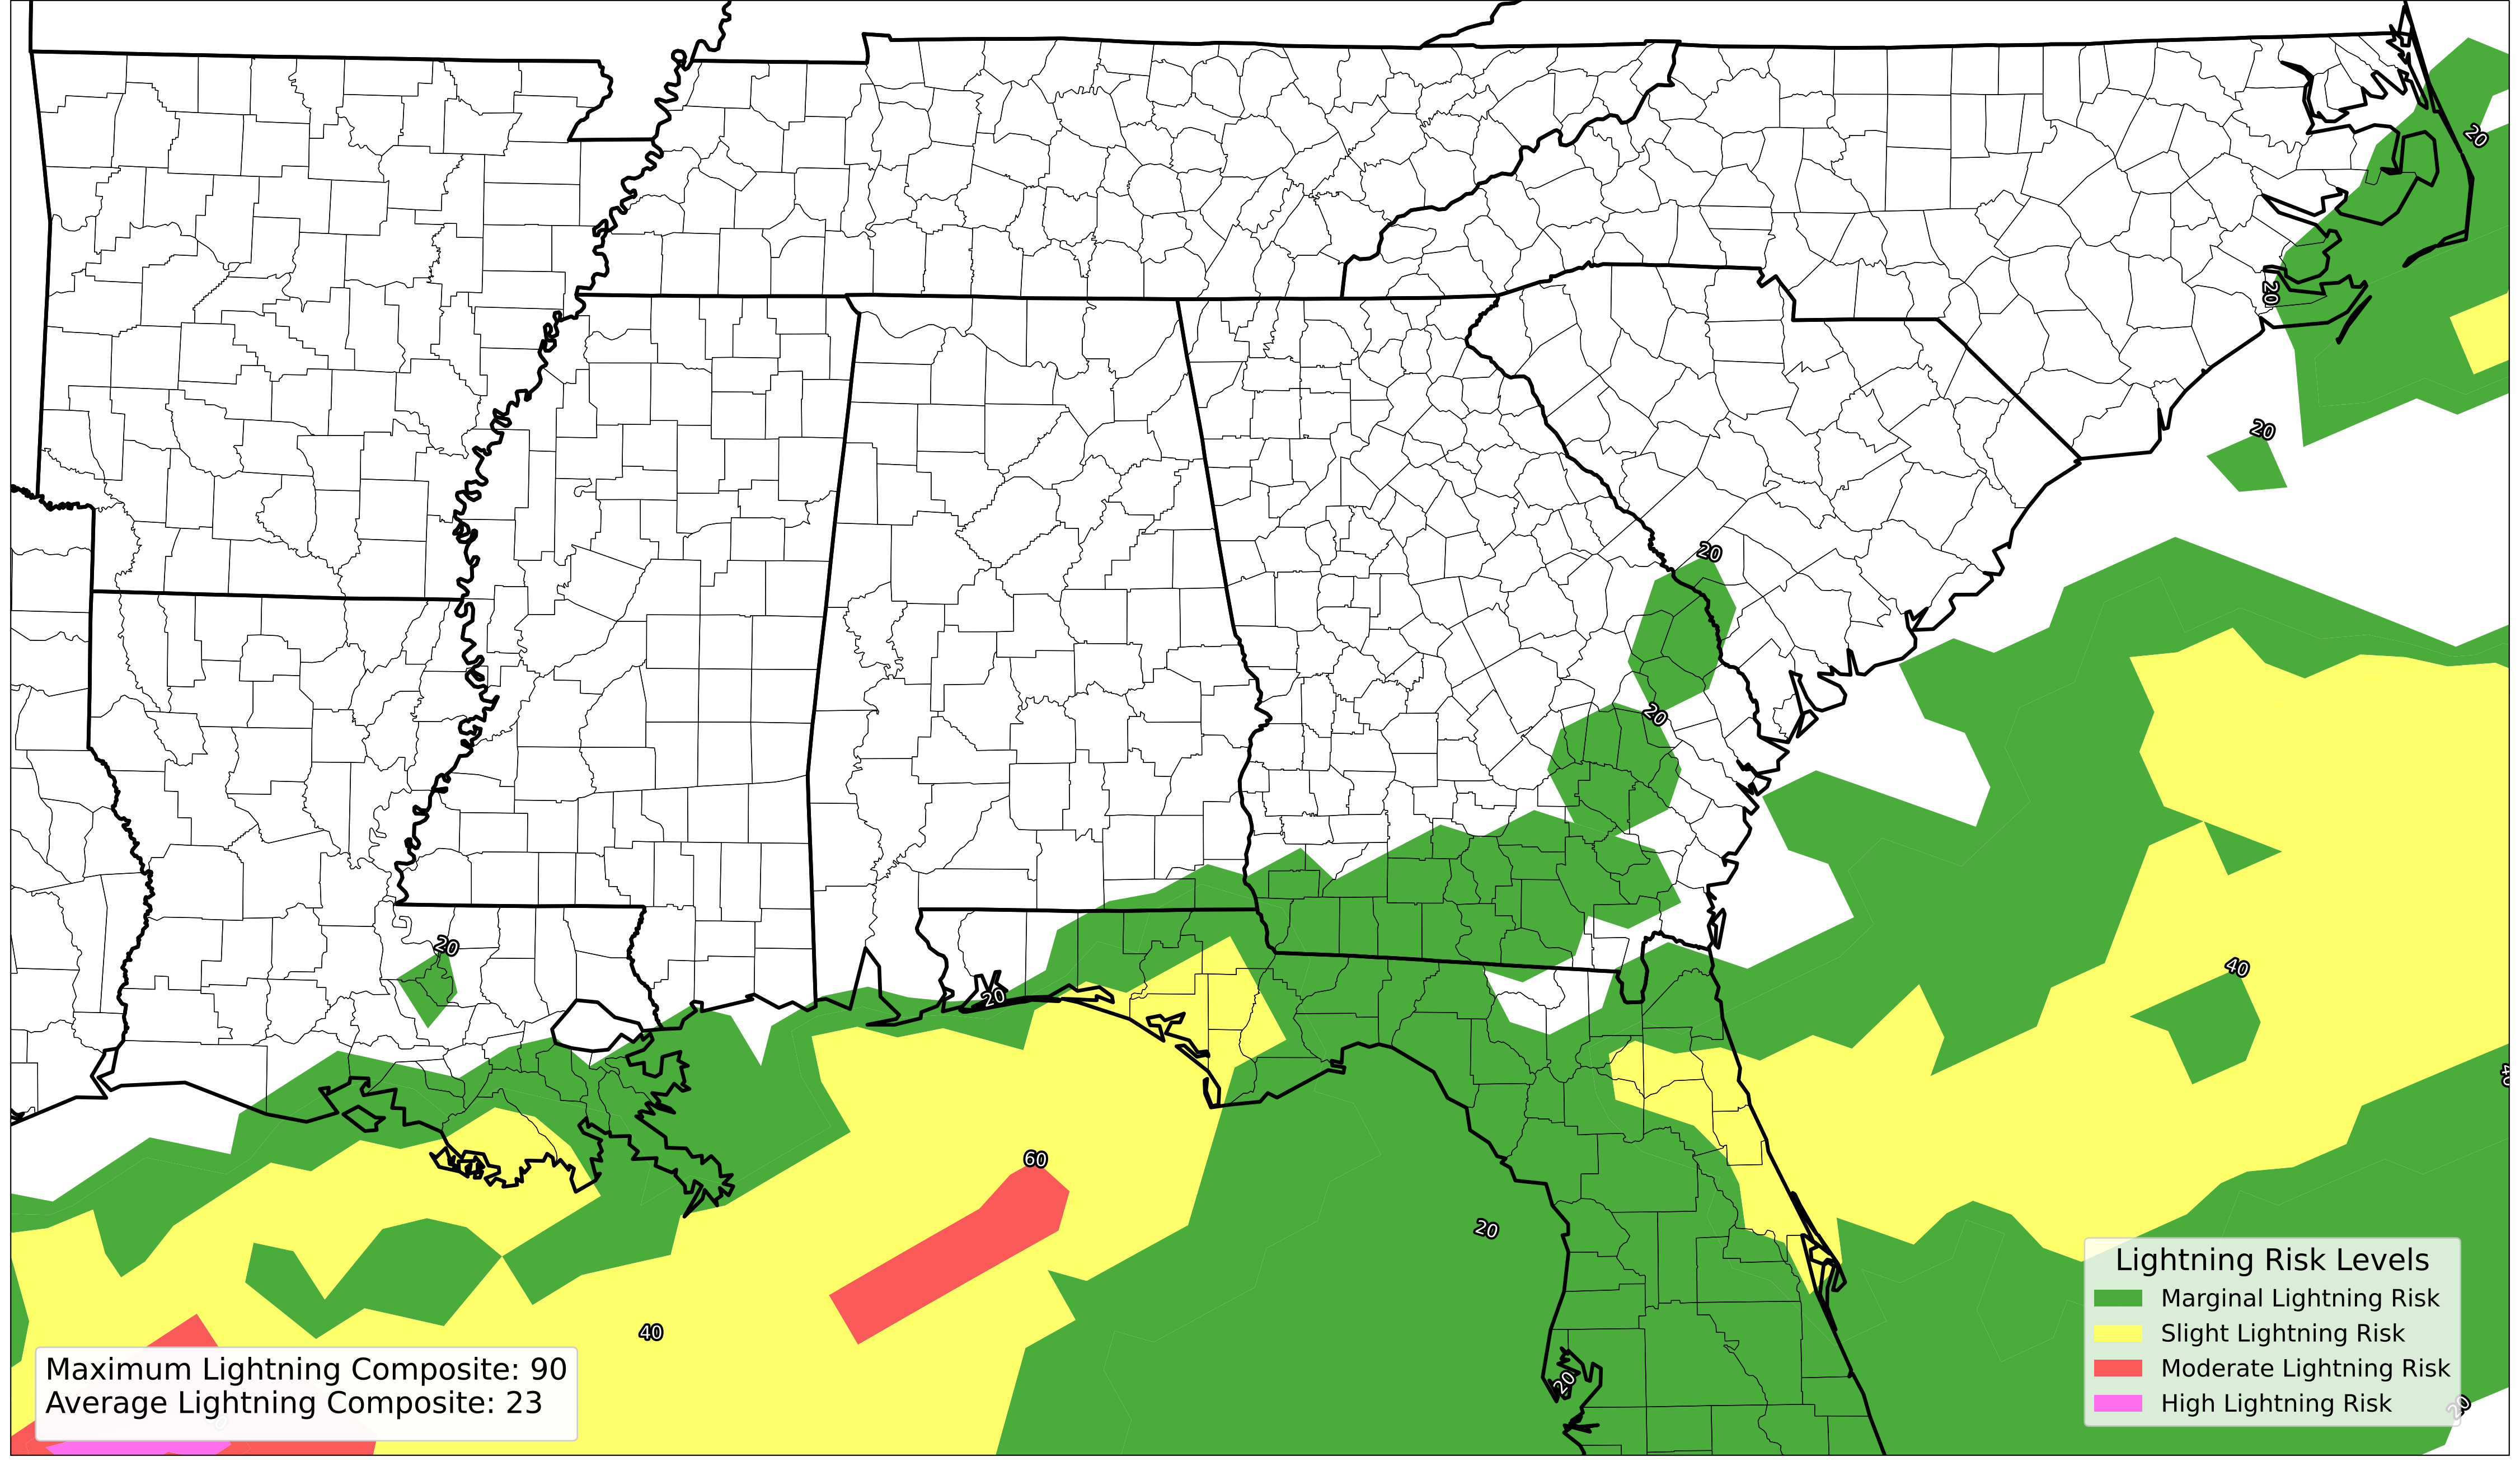 20
20
20
20
20
20
40
20
40
60
20
40
20
20
Lightning Risk Levels
Marginal Lightning Risk
Slight Lightning Risk
Moderate Lightning Risk
High Lightning Risk
Maximum Lightning Composite: 90
Average Lightning Composite: 23